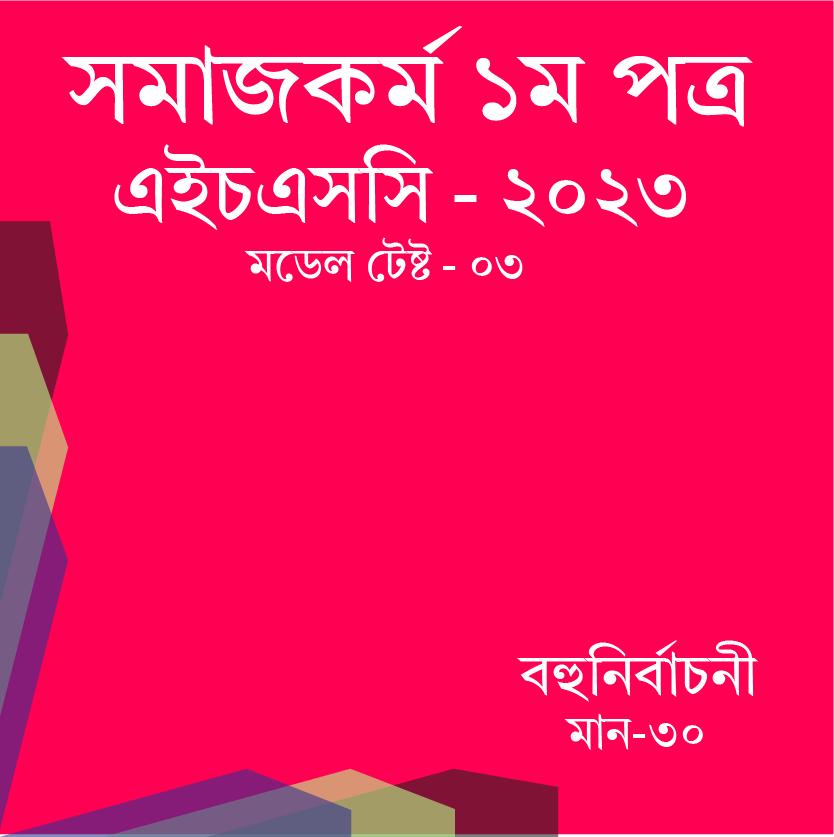 সমাজকর্ম ১ম পত্র
এইচএসসি - ২০২৩
মডেল টেষ্ট - ০৩
বহুনির্বাচনী
মান-৩০